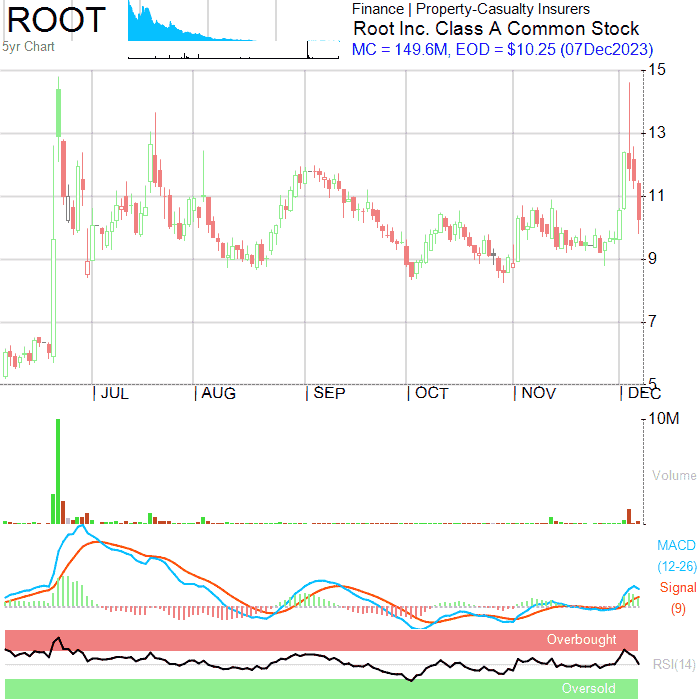 ROOT
5yr Chart
Finance | Property-Casualty Insurers
Root Inc. Class A Common Stock
MC = 149.6M, EOD = $10.25 (07Dec2023)
15
13
11
9
7
5
JUL AUG SEP OCT NOV DEC
10M
Volume
MACD
(12-26)
Signal
(9)
Overbought
RSI(14)
Oversold